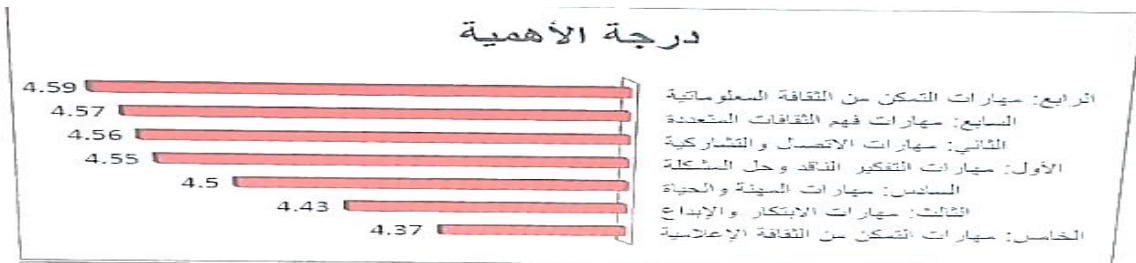 درجة الأهمية
الرابع: مهارات التمكن من الثقافة المعلوماتية
4.59
السابع: مهارات فهم الثقافات المتعددة
4.57
الثاني: مهارات الاتصال والتشاركية
4.56
الأول: مهارات التفكير الناقد وحل المشكلة
4.55
السادس: مهارات المهنة والحياة
4.5
الثالث: مهارات الابتكار والإبداع
4.43
الخامس: مهارات التمكن من الثقافة الإعلامية
4.37